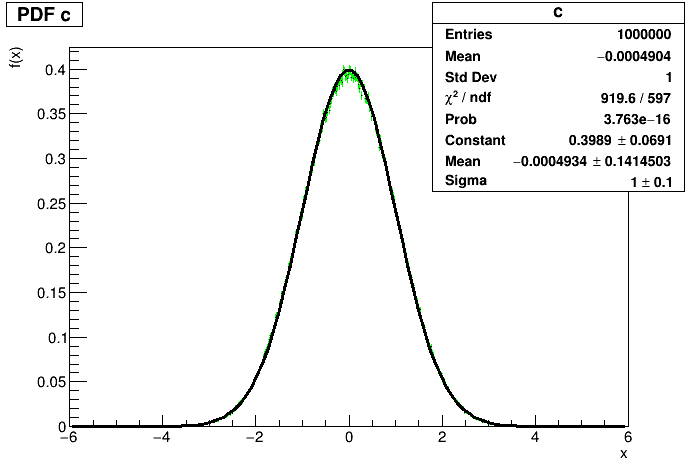 PDF c
c
Entries 1000000
Mean −0.0004904
Std Dev 1
χ² / ndf 919.6 / 597
Prob 3.763e−16
Constant 0.3989 ± 0.0691
Mean −0.0004934 ± 0.1414503
Sigma 1 ± 0.1
f(x)
0.4
0.35
0.3
0.25
0.2
0.15
0.1
0.05
0
−6 −4 −2 0 2 4 6
x